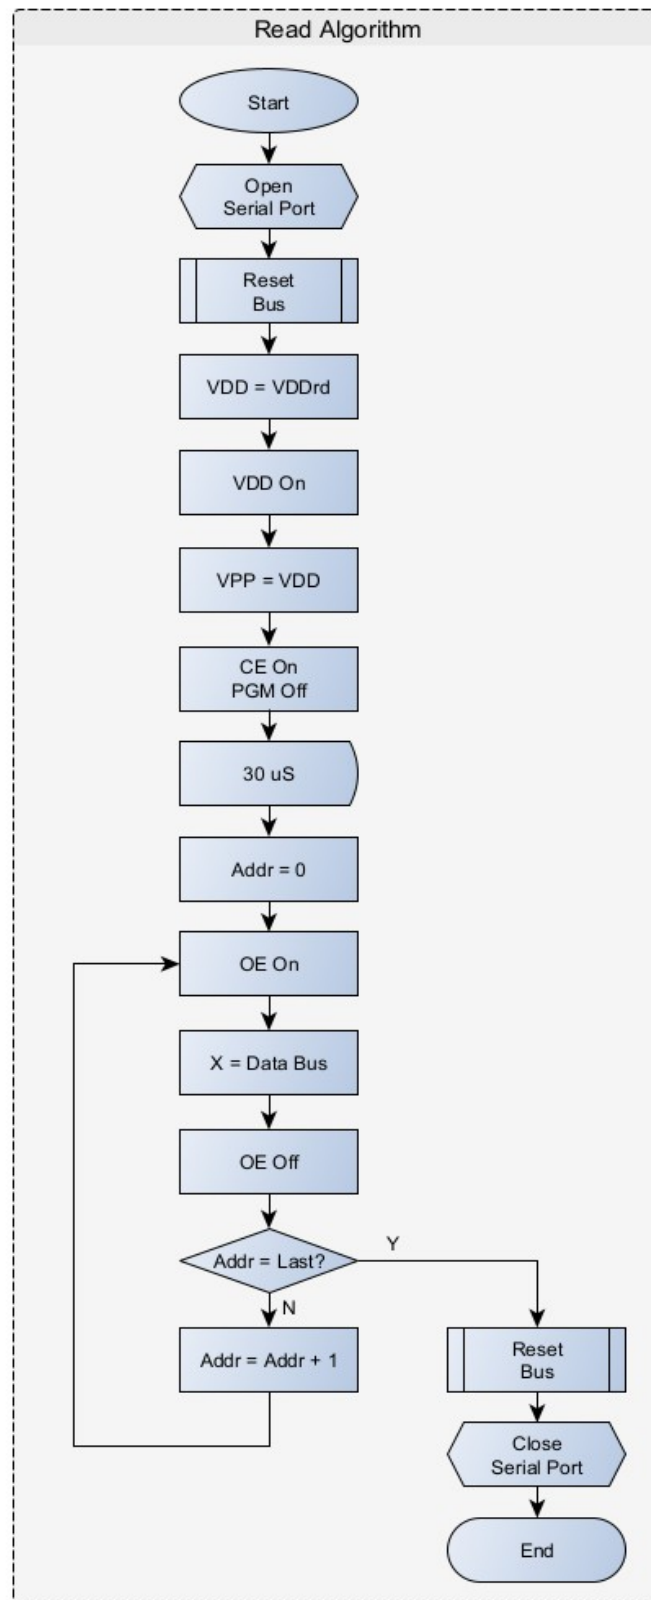 Read Algorithm
Start
Open
Serial Port
Reset
Bus
VDD = VDDrd
VDD On
VPP = VDD
CE On
PGM Off
30 uS
Addr = 0
OE On
X = Data Bus
OE Off
Addr = Last?
Y
N
Addr = Addr + 1
Reset
Bus
Close
Serial Port
End